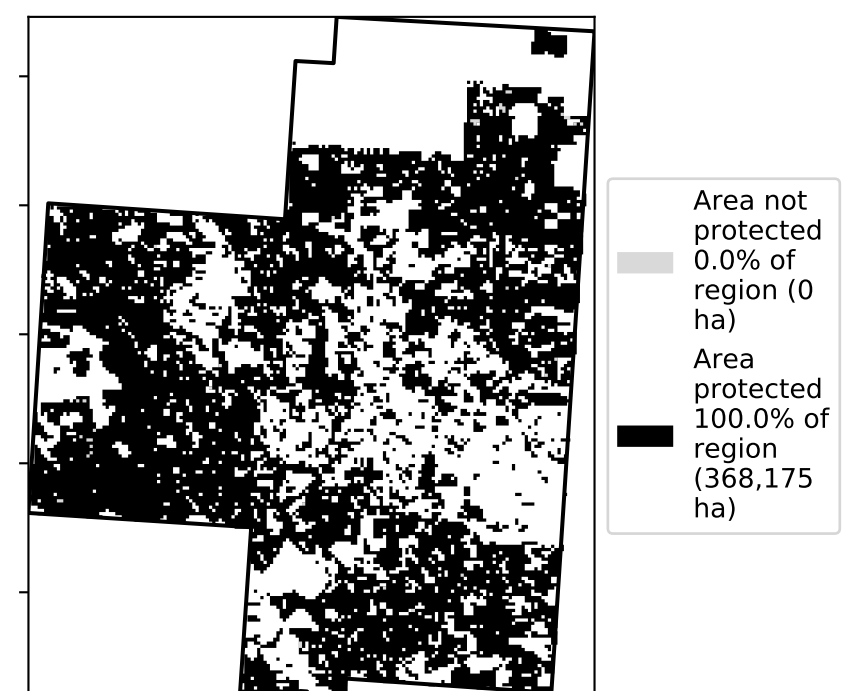 Area not
protected
0.0% of
region (0
ha)
Area
protected
100.0% of
region
(368,175
ha)